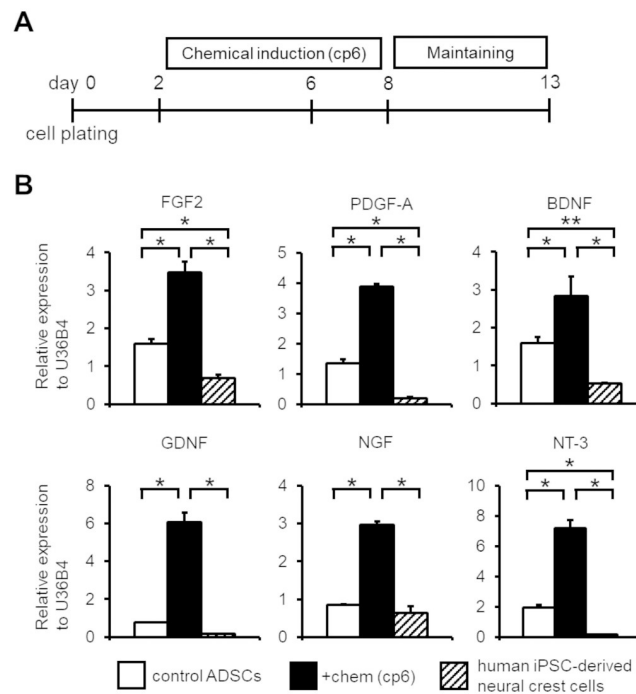 A
Chemical induction (cp6) Maintaining
day 0 2 6 8 13
cell plating
B
FGF2 PDGF-A BDNF
* * **
* * * * * *
Relative expression
to U36B4
4
3
2
1
0
5
4
3
2
1
0
4
3
2
1
0
GDNF NGF NT-3
*
* * * * * *
Relative expression
to U36B4
8
6
4
2
0
4
3
2
1
0
10
8
6
4
2
0
control ADSCs +chem (cp6) human iPSC-derived
neural crest cells